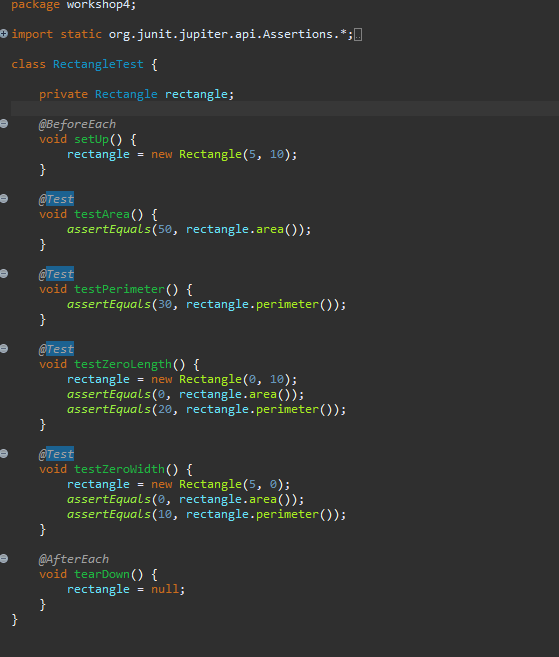 package workshop4;
import static org.junit.jupiter.api.Assertions.*;
class RectangleTest {
private Rectangle rectangle;
@BeforeEach
void setUp() {
rectangle = new Rectangle(5, 10);
}
@Test
void testArea() {
assertEquals(50, rectangle.area());
}
@Test
void testPerimeter() {
assertEquals(30, rectangle.perimeter());
}
@Test
void testZeroLength() {
rectangle = new Rectangle(0, 10);
assertEquals(0, rectangle.area());
assertEquals(20, rectangle.perimeter());
}
@Test
void testZeroWidth() {
rectangle = new Rectangle(5, 0);
assertEquals(0, rectangle.area());
assertEquals(10, rectangle.perimeter());
}
@AfterEach
void tearDown() {
rectangle = null;
}
}